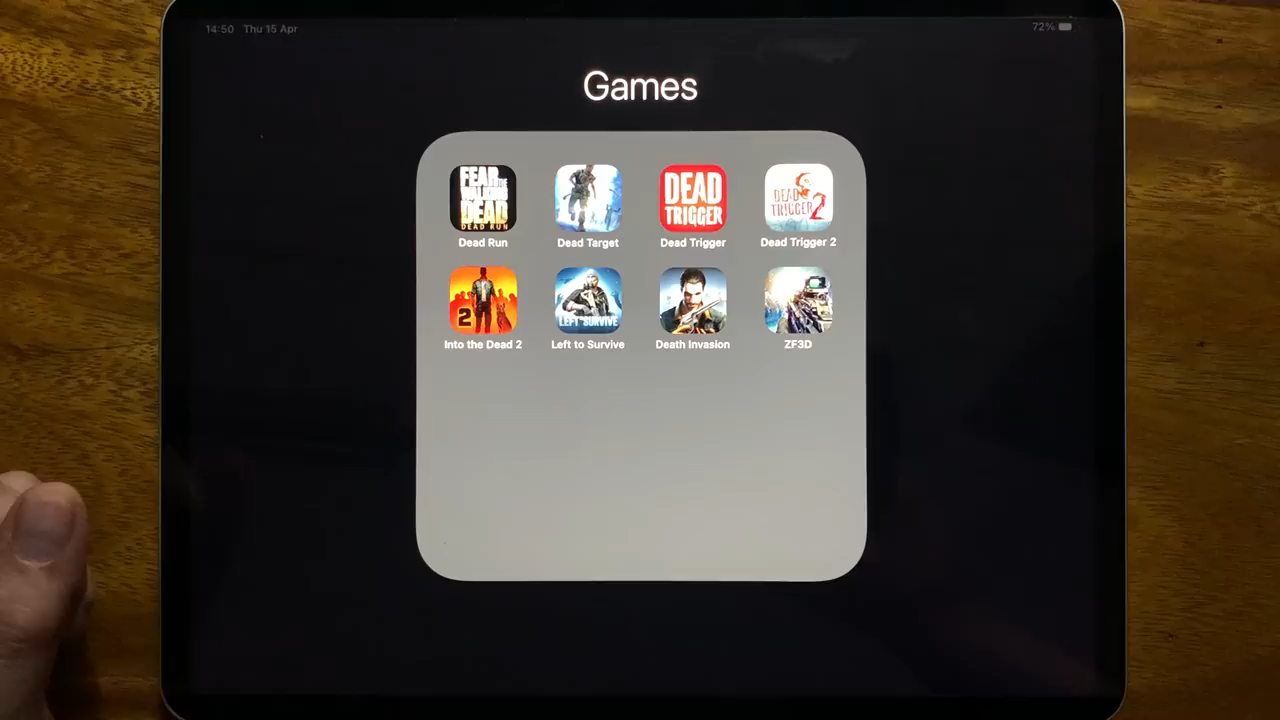 14:50 Thu 15 Apr
72%
Games
FEAR THE
WALKING
DEAD
DEAD RUN
DEAD
TRIGGER
DEAD
TRIGGER 2
Dead Run
Dead Target
Dead Trigger
Dead Trigger 2
2
LEFT SURVIVE
Into the Dead 2
Left to Survive
Death Invasion
ZF3D